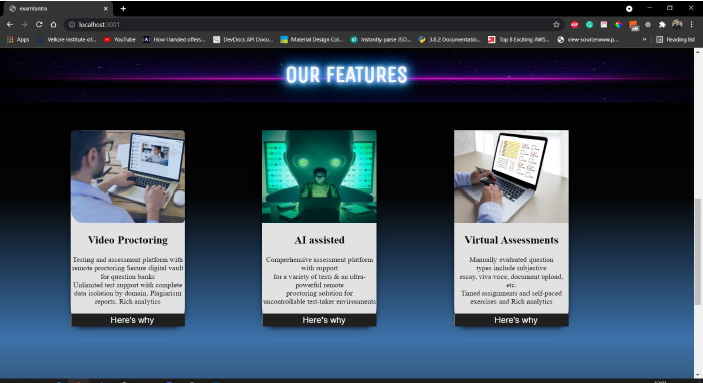 examtantra
localhost:3001
Apps
Vellore Institute of...
YouTube
How I landed offers...
DevDocs API Docu...
Material Design Col...
Instantly parse JSO...
3.8.2 Documentatio...
Top 8 Exciting AWS...
view-source:www.p...
Reading list
OUR FEATURES
Video Proctoring
Testing and assessment platform with
remote proctoring Secure digital vault
for question banks
Unlimited test support with complete
data isolation by domain, Plagiarism
reports, Rich analytics
Here's why
AI assisted
Comprehensive assessment platform
with support
for a variety of tests & an ultra-
powerful remote
proctoring solution for
uncontrollable test-taker environments
Here's why
Virtual Assessments
Manually evaluated question
types include subjective
essay, viva voce, document upload,
etc.
Timed assignments and self-paced
exercises and Rich analytics
Here's why